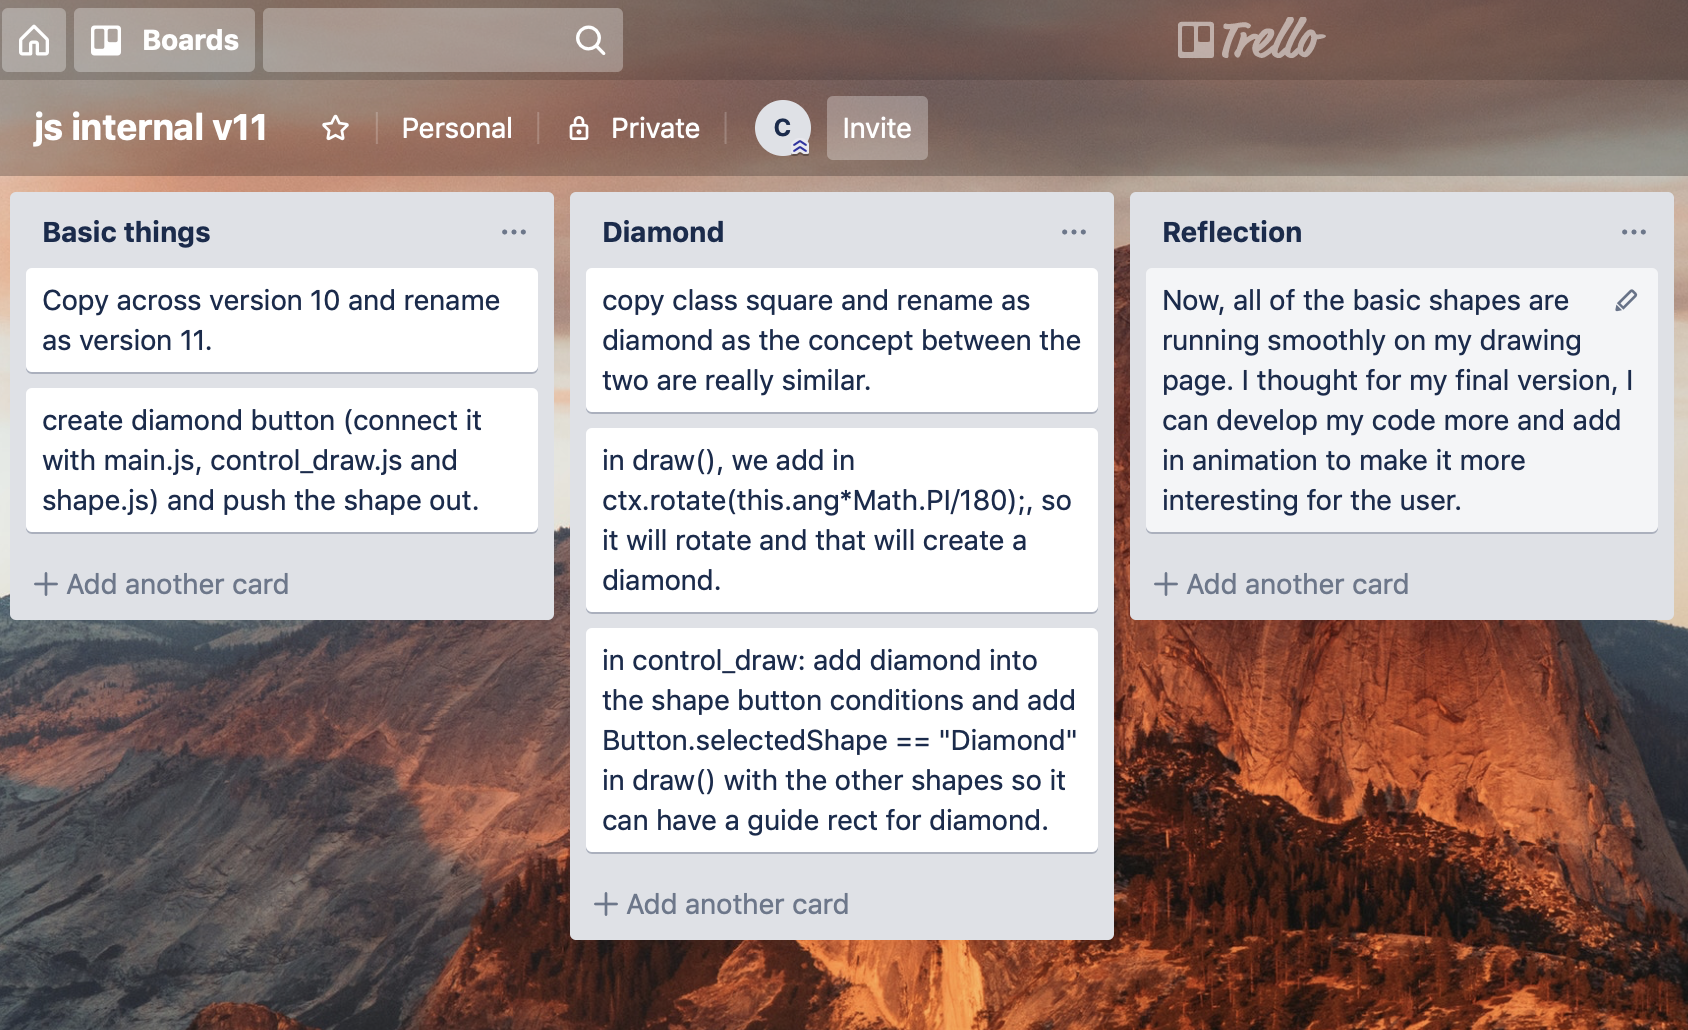 Boards
Trello
js internal v11
Personal
Private
C
Invite
Basic things
Copy across version 10 and rename
as version 11.
create diamond button (connect it
with main.js, control_draw.js and
shape.js) and push the shape out.
Add another card
Diamond
copy class square and rename as
diamond as the concept between the
two are really similar.
in draw(), we add in
ctx.rotate(this.ang*Math.PI/180);, so
it will rotate and that will create a
diamond.
in control_draw: add diamond into
the shape button conditions and add
Button.selectedShape == "Diamond"
in draw() with the other shapes so it
can have a guide rect for diamond.
Add another card
Reflection
Now, all of the basic shapes are
running smoothly on my drawing
page. I thought for my final version, I
can develop my code more and add
in animation to make it more
interesting for the user.
Add another card